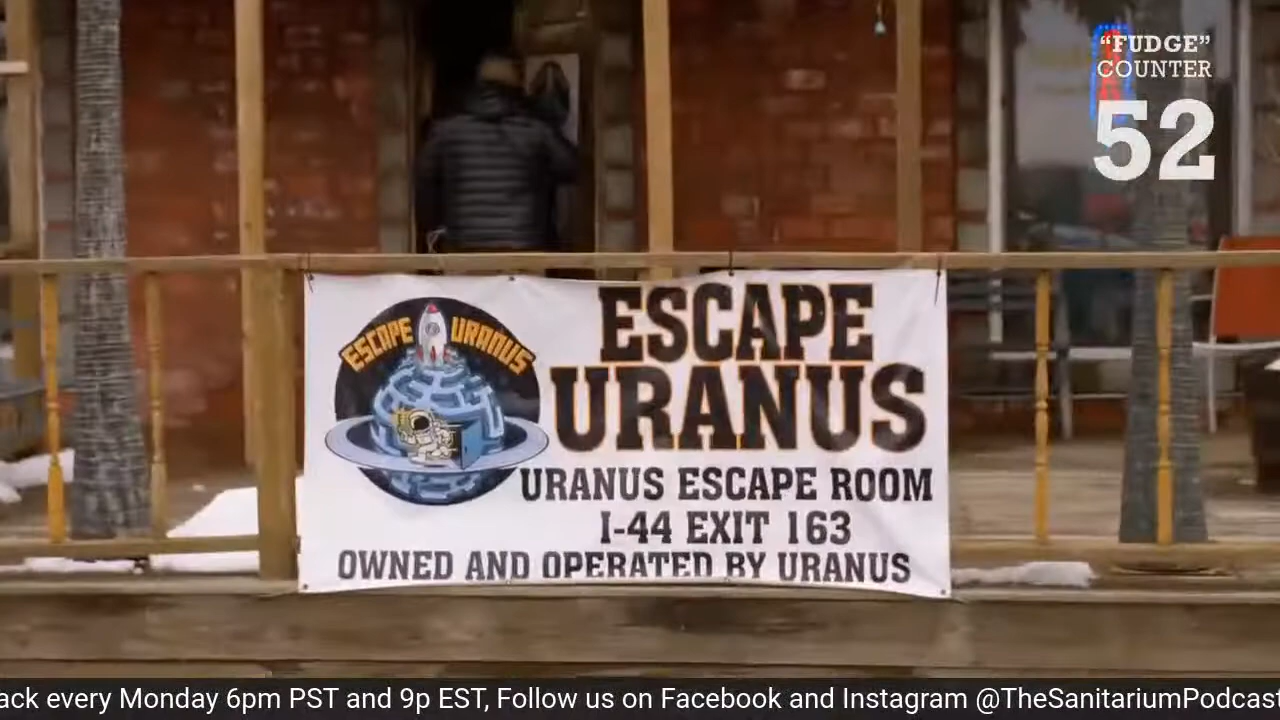 “FUDGE”
COUNTER
52
ESCAPE URANUS
ESCAPE
URANUS
URANUS ESCAPE ROOM
I-44 EXIT 163
OWNED AND OPERATED BY URANUS
ack every Monday 6pm PST and 9p EST, Follow us on Facebook and Instagram @TheSanitariumPodcast